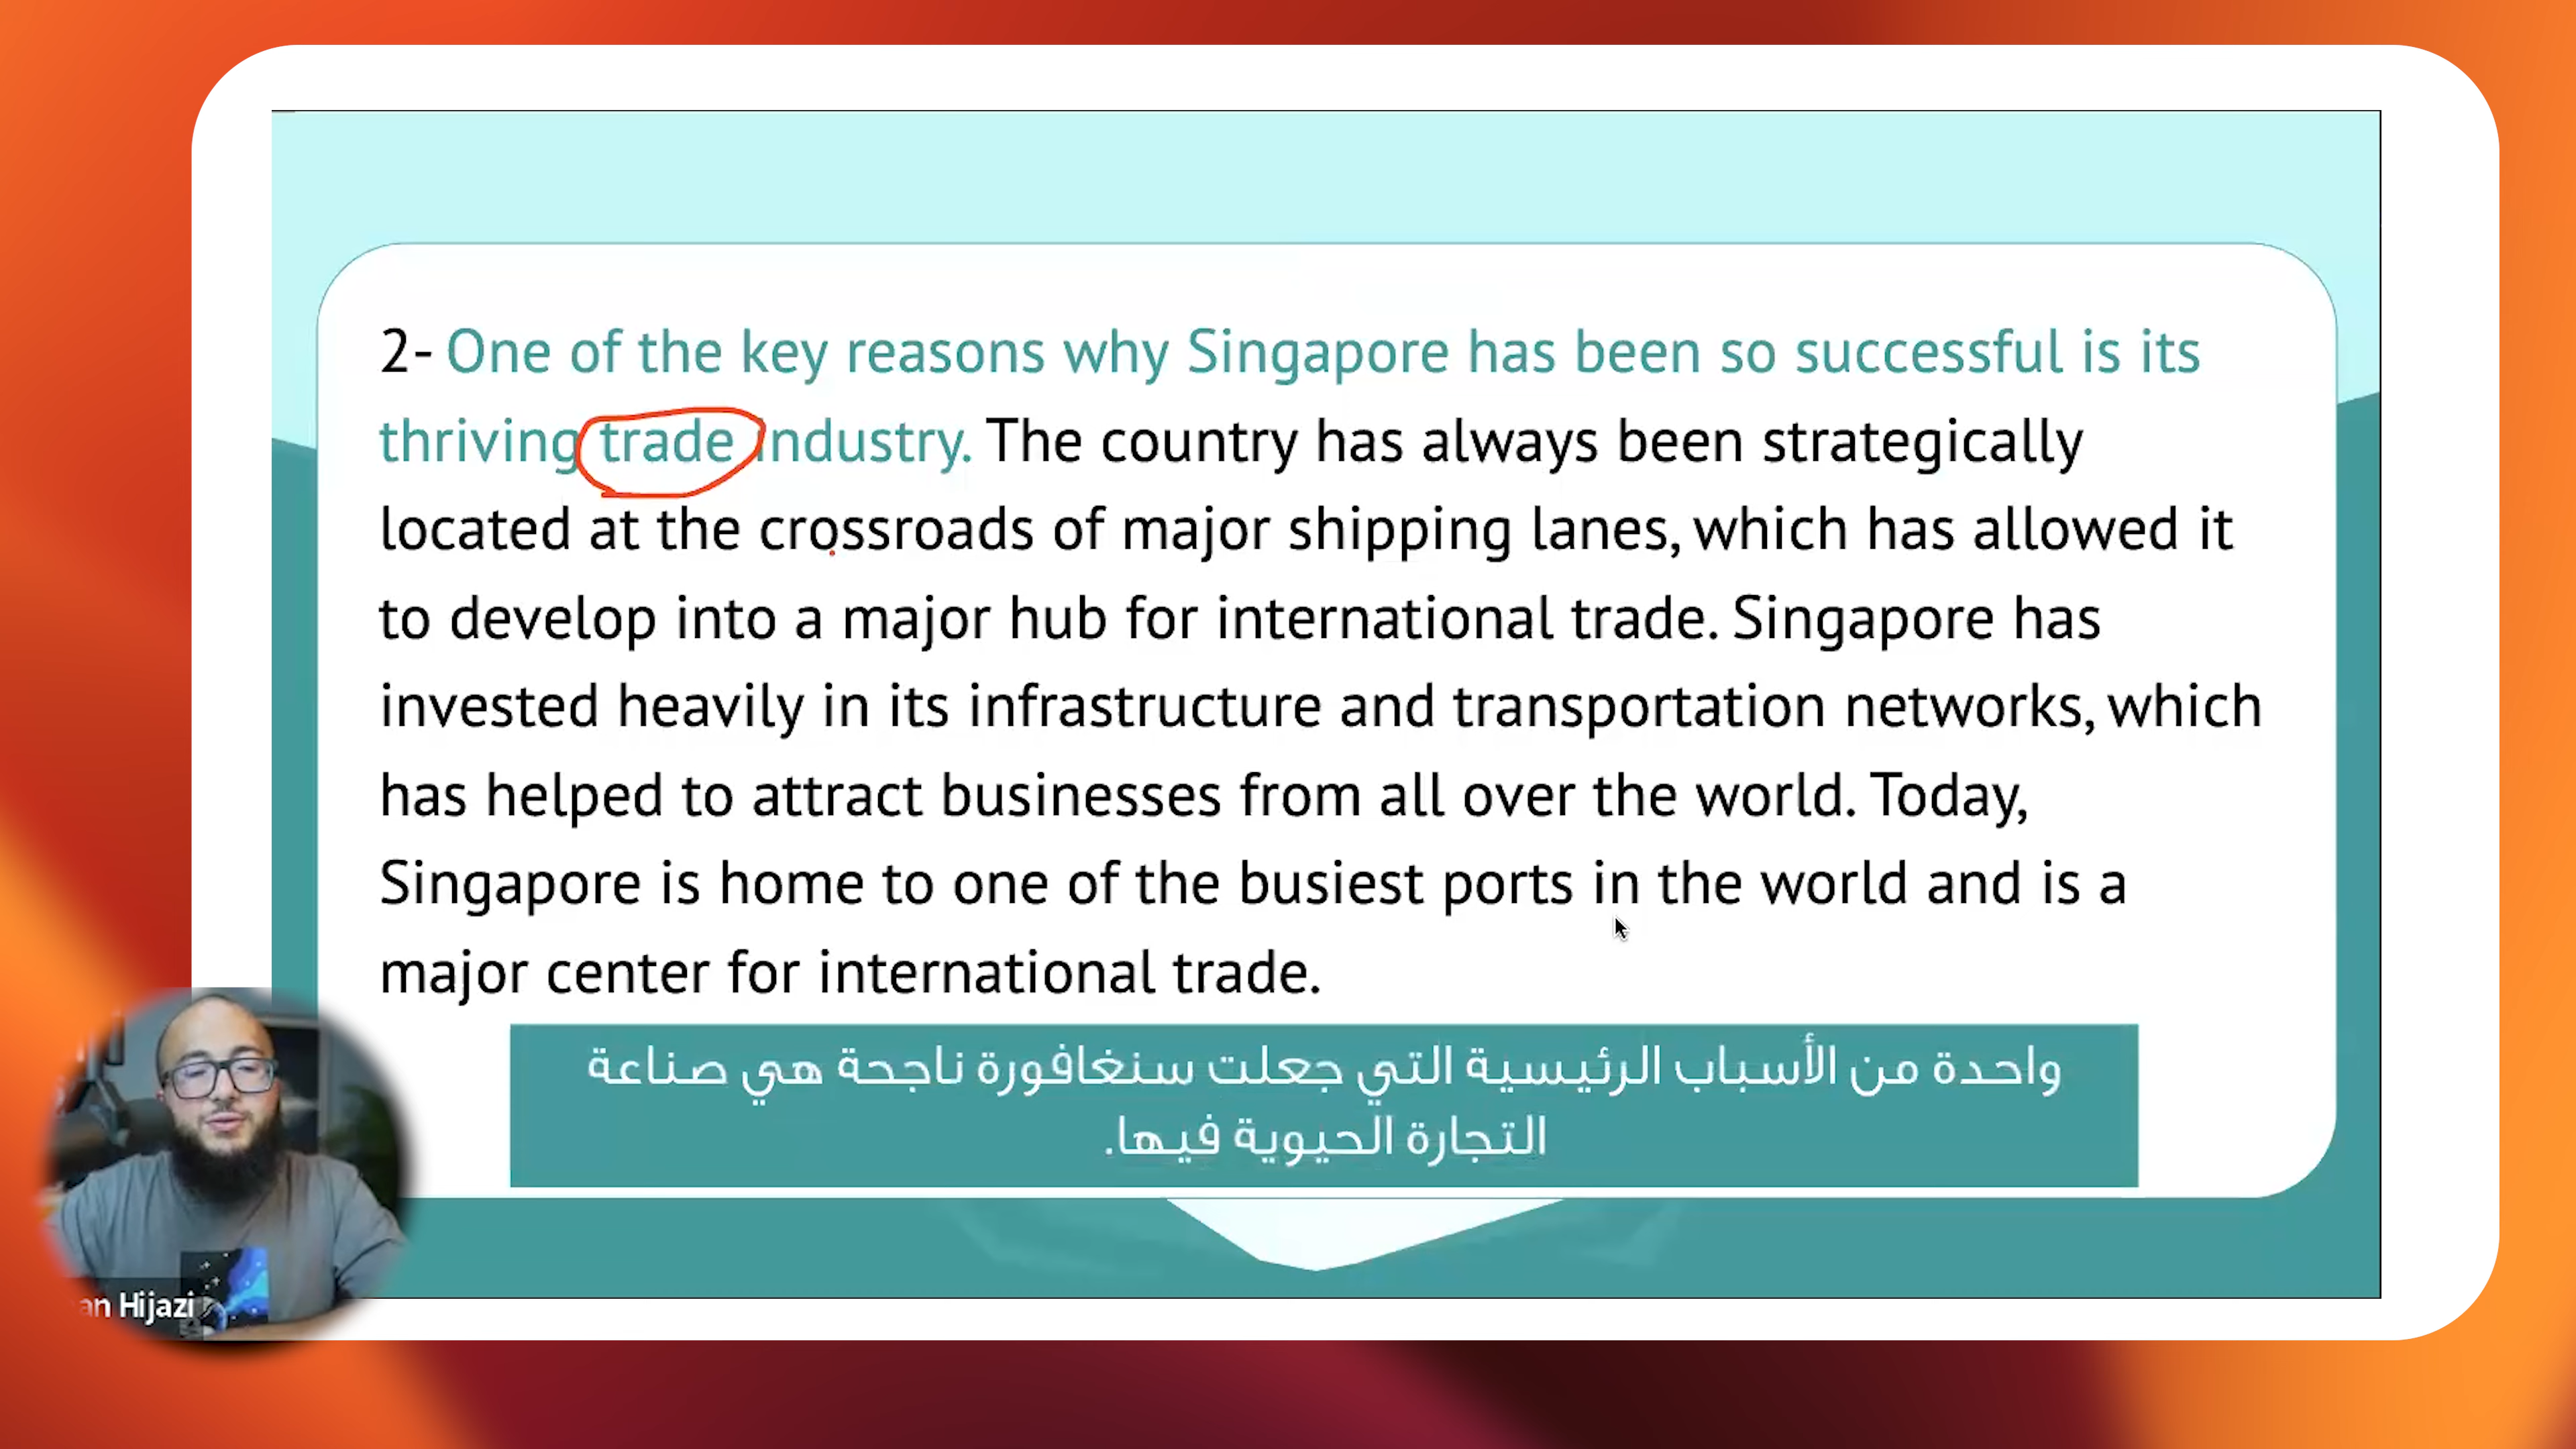 2- One of the key reasons why Singapore has been so successful is its
thriving trade industry. The country has always been strategically
located at the crossroads of major shipping lanes, which has allowed it
to develop into a major hub for international trade. Singapore has
invested heavily in its infrastructure and transportation networks, which
has helped to attract businesses from all over the world. Today,
Singapore is home to one of the busiest ports in the world and is a
major center for international trade.
واحدة من الأسباب الرئيسية التي جعلت سنغافورة ناجحة هي صناعة
التجارة الحيوية فيها.
an Hijazi